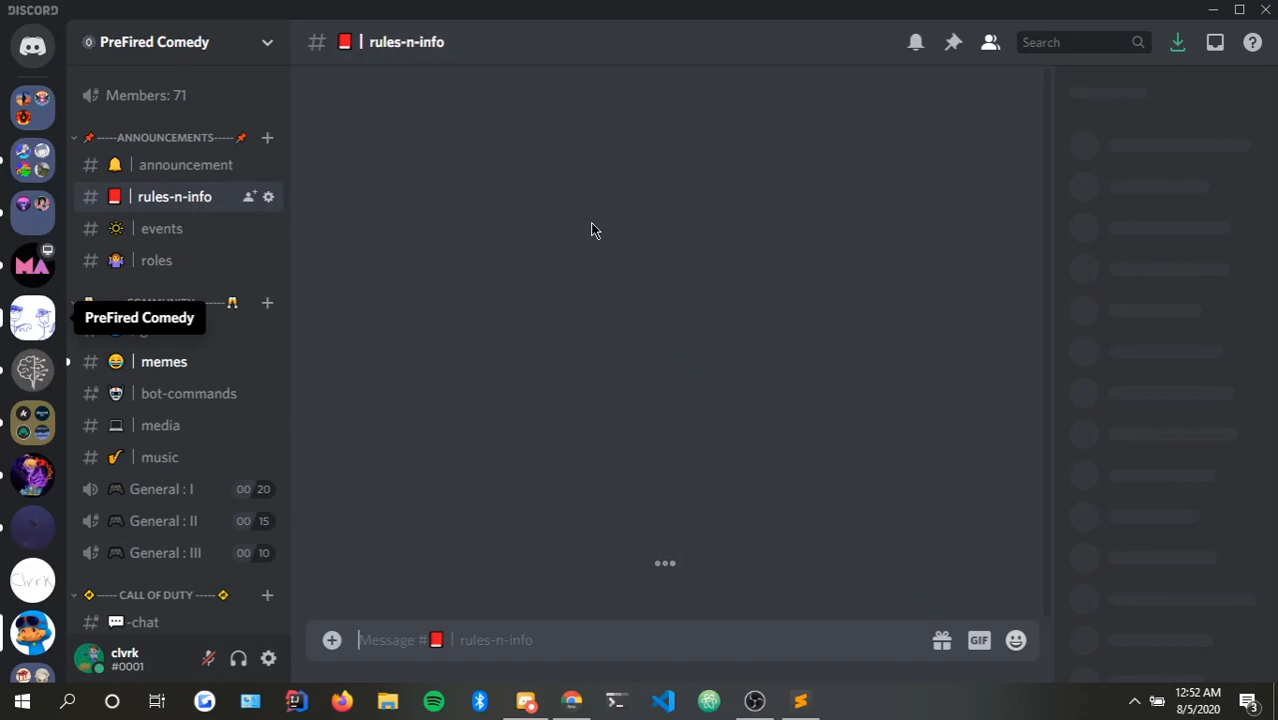 DISCORD
PreFired Comedy
| rules-n-info
Search
Members: 71
-----ANNOUNCEMENTS-----
| announcement
| rules-n-info
| events
| roles
PreFired Comedy
| memes
| bot-commands
| media
| music
General : I 00 20
General : II 00 15
General : III 00 10
----- CALL OF DUTY -----
-chat
clvrk
#0001
Message # | rules-n-info
GIF
MA
Clvrk
12:52 AM
8/5/2020
3